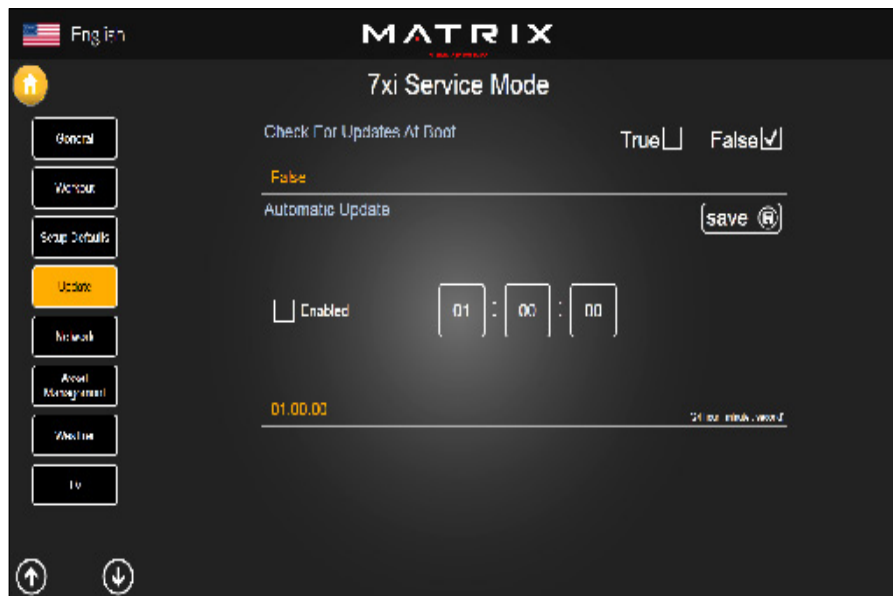 English
MATRIX
7xi Service Mode
General
Workout
Setup Defaults
Update
Network
Asset
Management
Weather
TV
Check For Updates At Boot
True False
False
Automatic Update
save
Enabled
01 : 00 : 00
01.00.00